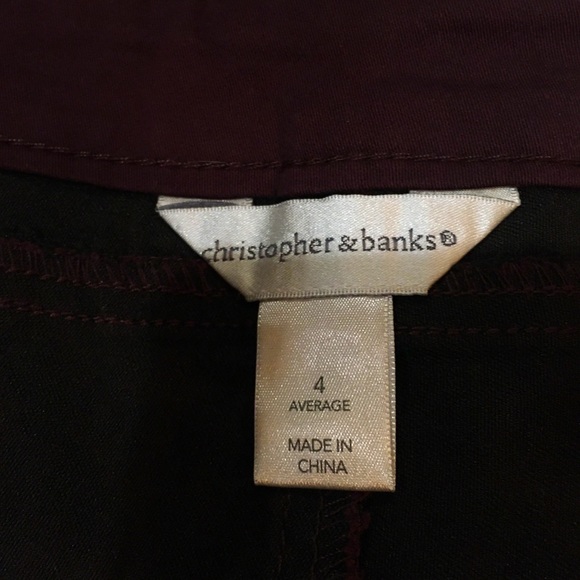 christopher & banks®
4
AVERAGE
MADE IN
CHINA